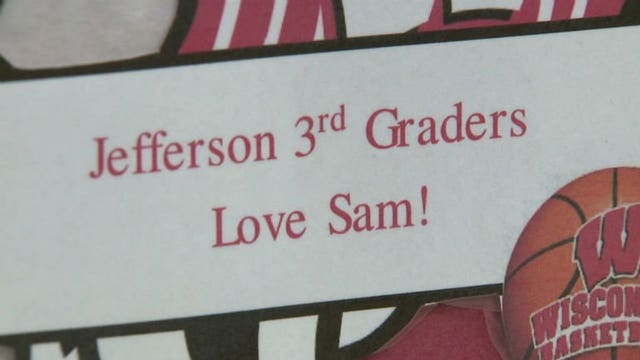 Jefferson 3rd Graders
Love Sam!
W